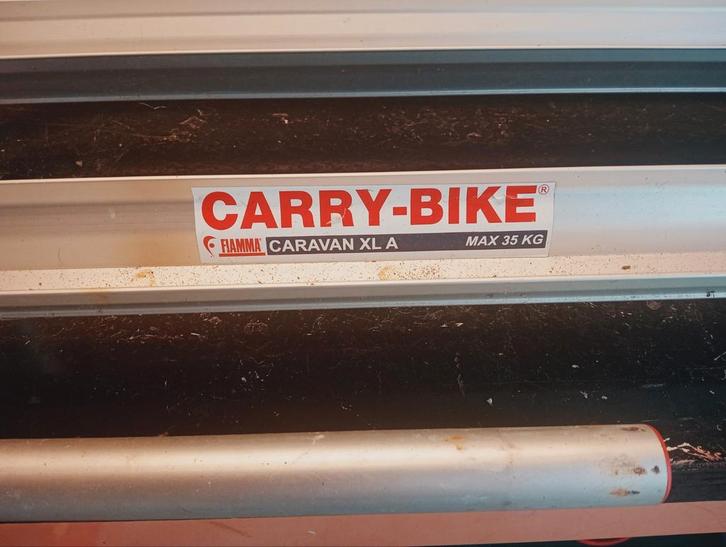 CARRY-BIKE®
FIAMMA® CARAVAN XL A MAX 35 KG